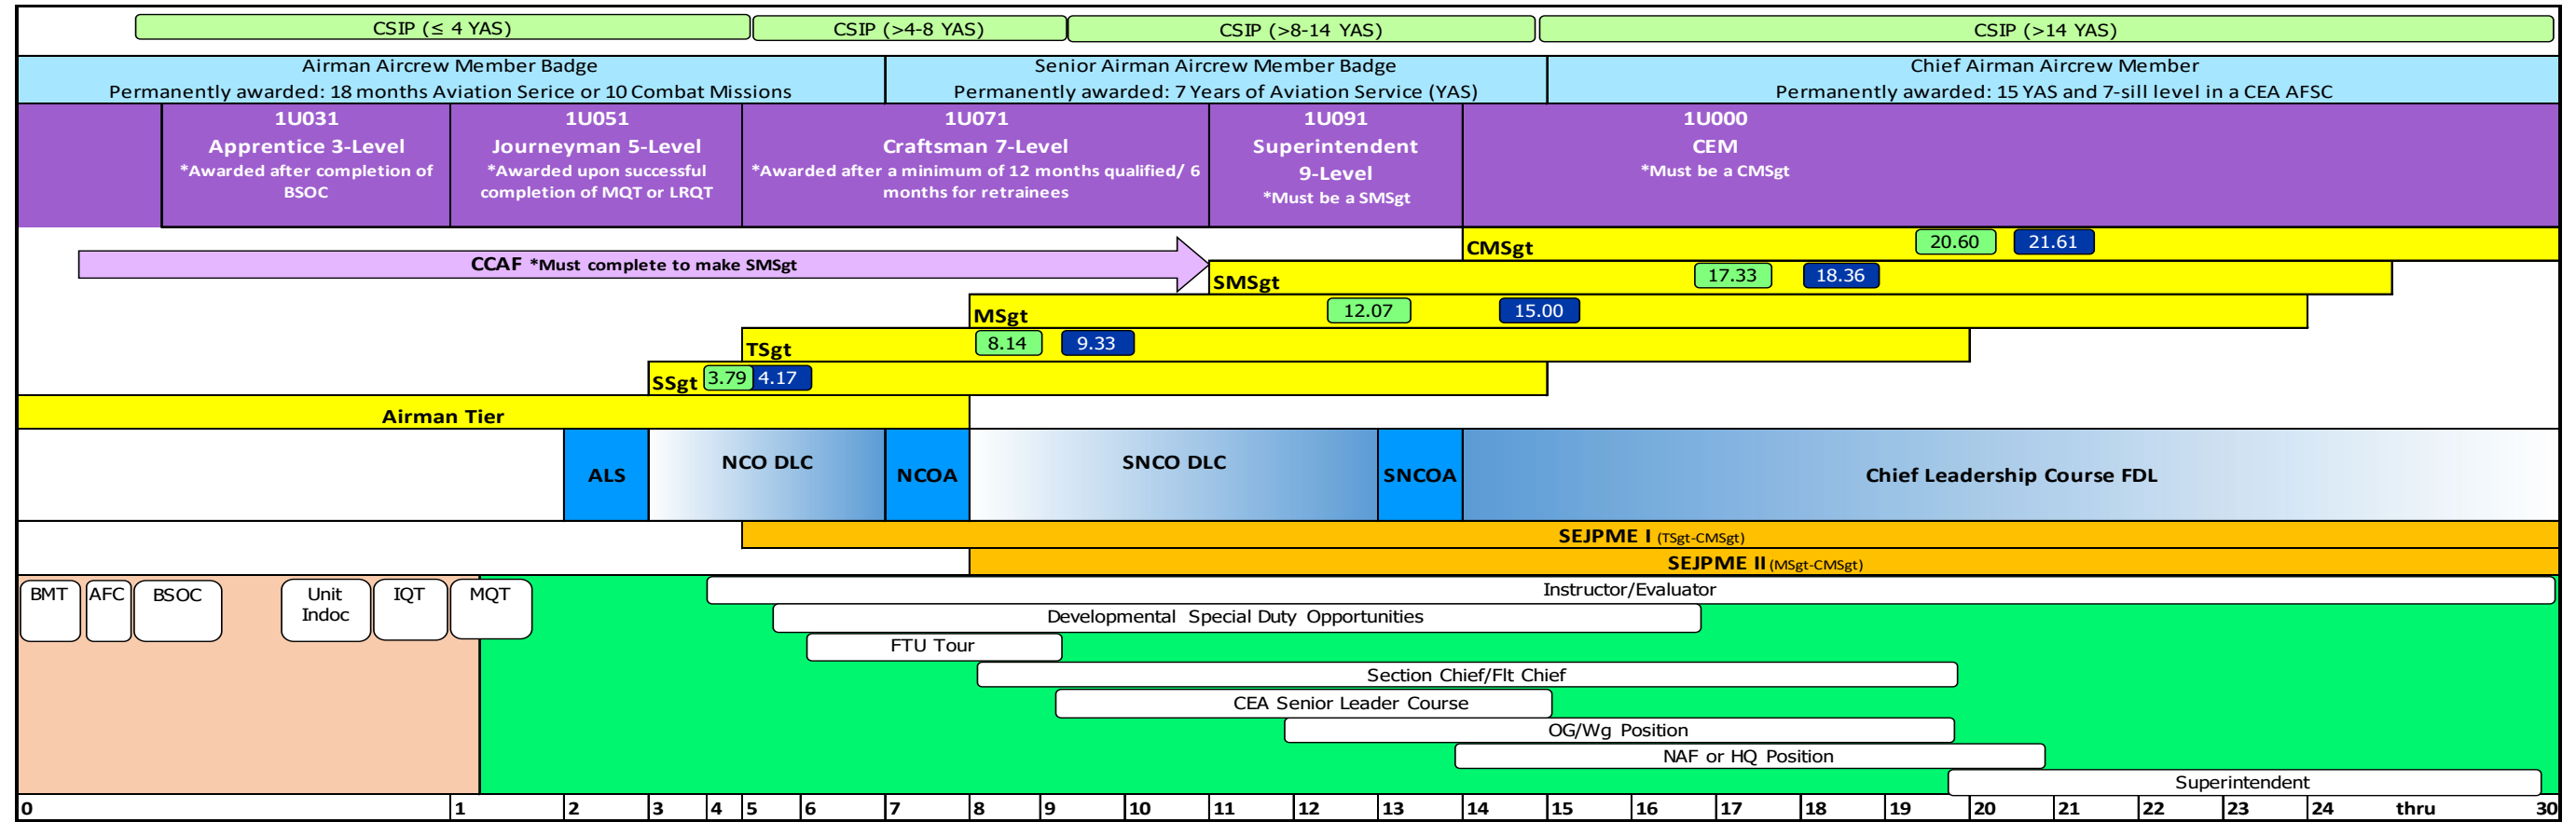 CSIP (≤ 4 YAS)
CSIP (>4-8 YAS)
CSIP (>8-14 YAS)
CSIP (>14 YAS)
Airman Aircrew Member Badge
Permanently awarded: 18 months Aviation Serice or 10 Combat Missions
Senior Airman Aircrew Member Badge
Permanently awarded: 7 Years of Aviation Service (YAS)
Chief Airman Aircrew Member
Permanently awarded: 15 YAS and 7-sill level in a CEA AFSC
1U031
Apprentice 3-Level
*Awarded after completion of
BSOC
1U051
Journeyman 5-Level
*Awarded upon successful
completion of MQT or LRQT
1U071
Craftsman 7-Level
*Awarded after a minimum of 12 months qualified/ 6
months for retrainees
1U091
Superintendent
9-Level
*Must be a SMSgt
1U000
CEM
*Must be a CMSgt
CMSgt
20.60
21.61
CCAF *Must complete to make SMSgt
SMSgt
17.33
18.36
MSgt
12.07
15.00
TSgt
8.14
9.33
SSgt
3.79
4.17
Airman Tier
ALS
NCO DLC
NCOA
SNCO DLC
SNCOA
Chief Leadership Course FDL
SEJPME I (TSgt-CMSgt)
SEJPME II (MSgt-CMSgt)
BMT
AFC
BSOC
Unit
Indoc
IQT
MQT
Instructor/Evaluator
Developmental Special Duty Opportunities
FTU Tour
Section Chief/Flt Chief
CEA Senior Leader Course
OG/Wg Position
NAF or HQ Position
Superintendent
0 1 2 3 4 5 6 7 8 9 10 11 12 13 14 15 16 17 18 19 20 21 22 23 24 thru 30